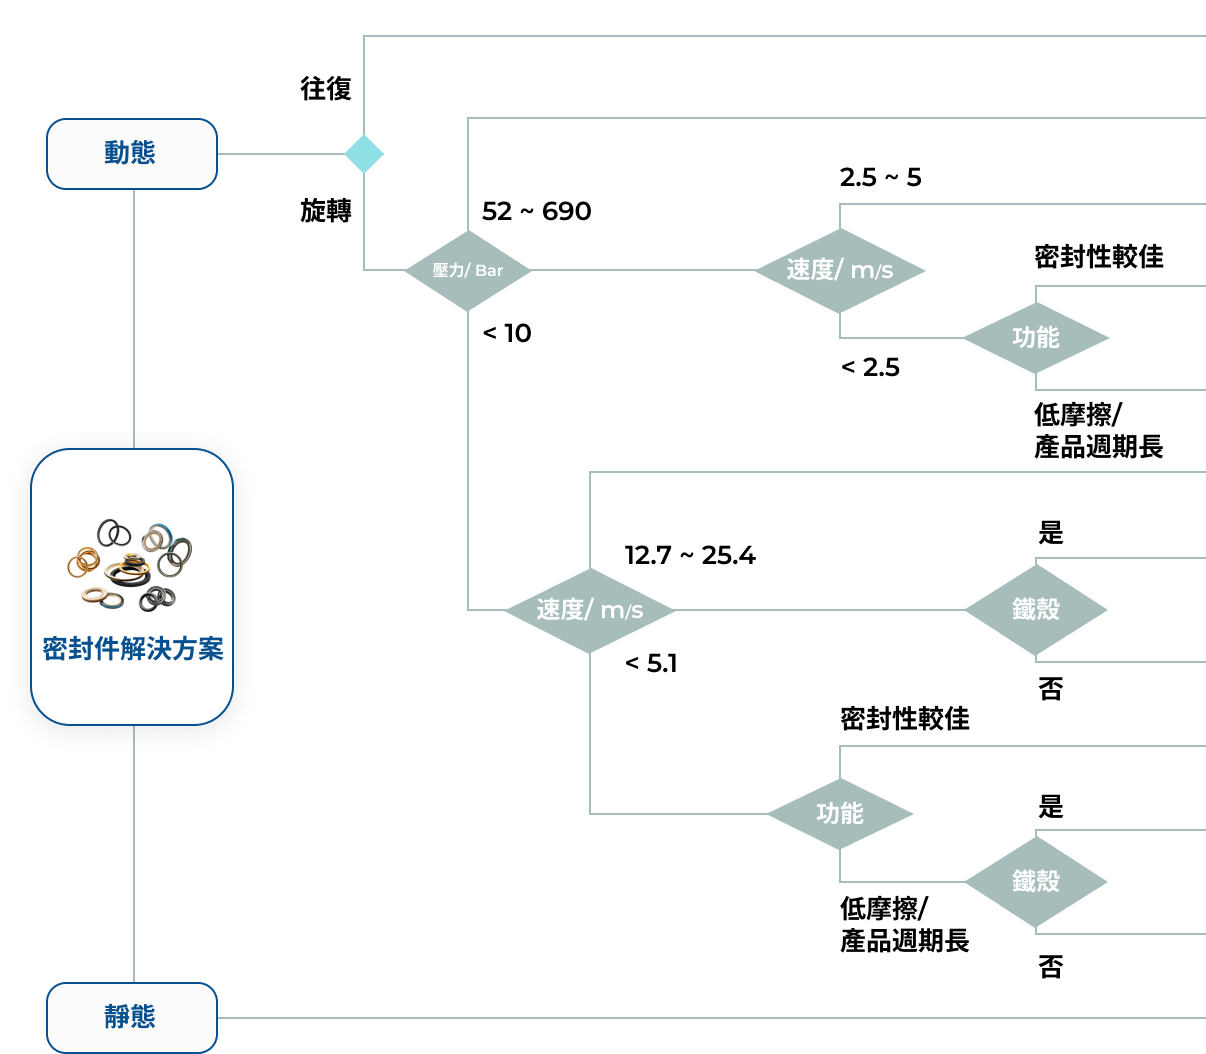 往復
動態
旋轉
52 ~ 690
壓力/ Bar
< 10
2.5 ~ 5
速度/ m/s
< 2.5
密封性較佳
功能
低摩擦/
產品週期長
12.7 ~ 25.4
速度/ m/s
< 5.1
是
鐵殼
否
密封件解決方案
密封性較佳
功能
低摩擦/
產品週期長
是
鐵殼
否
靜態